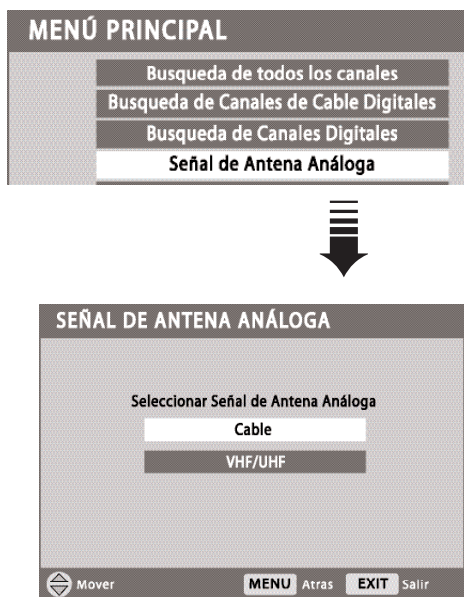 MENÚ PRINCIPAL
Busqueda de todos los canales
Busqueda de Canales de Cable Digitales
Busqueda de Canales Digitales
Señal de Antena Análoga
SEÑAL DE ANTENA ANÁLOGA
Seleccionar Señal de Antena Análoga
Cable
VHF/UHF
Mover MENU Atras EXIT Salir